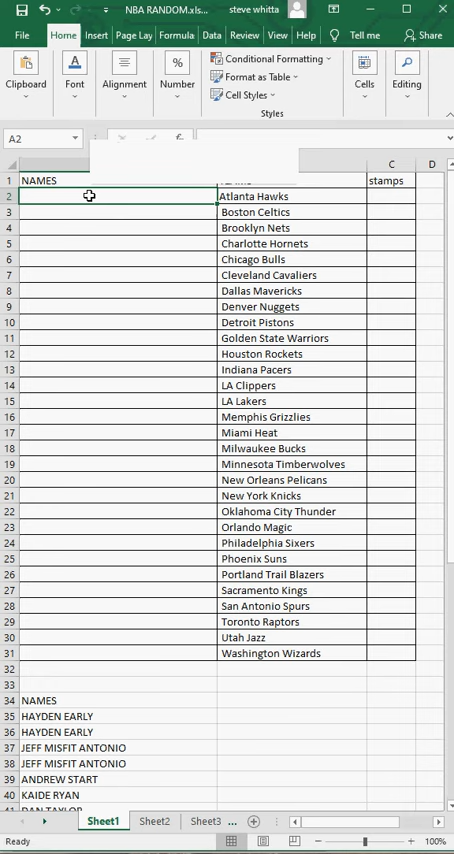 NBA RANDOM.xls... steve whitta
File Home Insert Page Lay Formula Data Review View Help Tell me Share
Clipboard Font Alignment Number Conditional Formatting Format as Table Cell Styles Cells Editing
Styles
A2
C D
1 NAMES stamps
2 Atlanta Hawks
3 Boston Celtics
4 Brooklyn Nets
5 Charlotte Hornets
6 Chicago Bulls
7 Cleveland Cavaliers
8 Dallas Mavericks
9 Denver Nuggets
10 Detroit Pistons
11 Golden State Warriors
12 Houston Rockets
13 Indiana Pacers
14 LA Clippers
15 LA Lakers
16 Memphis Grizzlies
17 Miami Heat
18 Milwaukee Bucks
19 Minnesota Timberwolves
20 New Orleans Pelicans
21 New York Knicks
22 Oklahoma City Thunder
23 Orlando Magic
24 Philadelphia Sixers
25 Phoenix Suns
26 Portland Trail Blazers
27 Sacramento Kings
28 San Antonio Spurs
29 Toronto Raptors
30 Utah Jazz
31 Washington Wizards
32
33
34 NAMES
35 HAYDEN EARLY
36 HAYDEN EARLY
37 JEFF MISFIT ANTONIO
38 JEFF MISFIT ANTONIO
39 ANDREW START
40 KAIDE RYAN
41 DAN TAYLOR
Sheet1 Sheet2 Sheet3 ...
Ready 100%